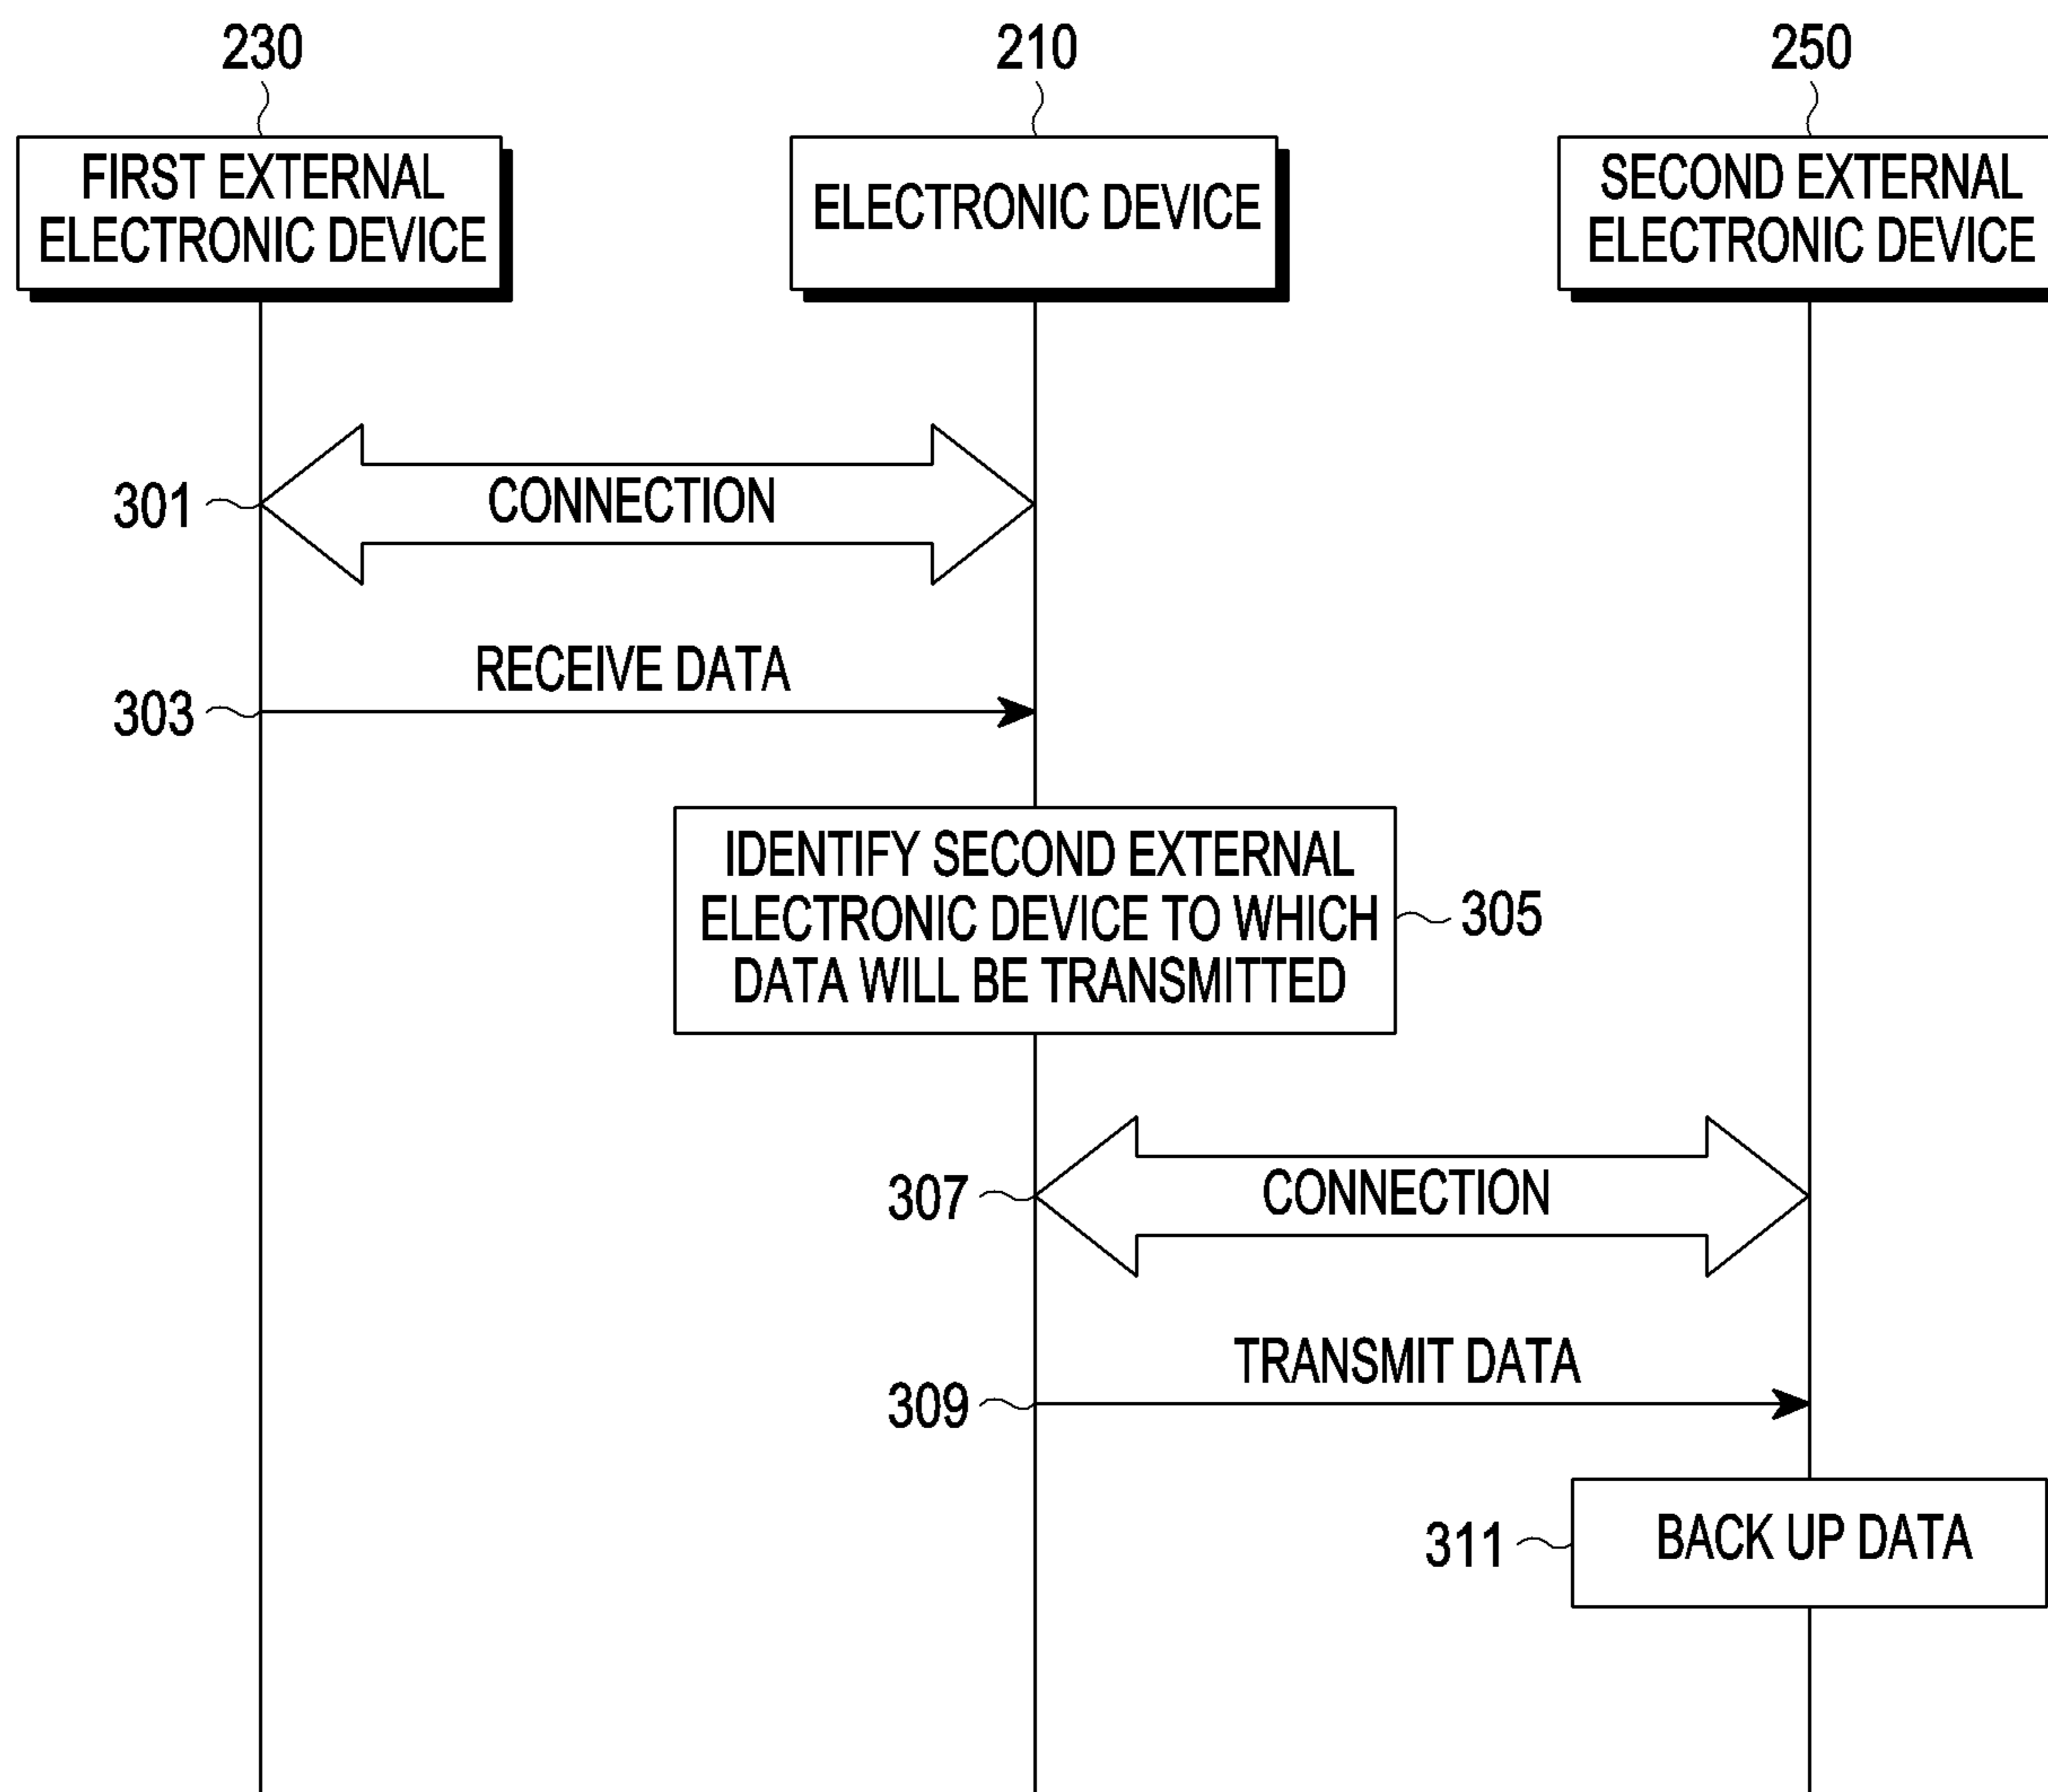 230
210
250
FIRST EXTERNAL
ELECTRONIC DEVICE
ELECTRONIC DEVICE
SECOND EXTERNAL
ELECTRONIC DEVICE
301
CONNECTION
RECEIVE DATA
303
IDENTIFY SECOND EXTERNAL
ELECTRONIC DEVICE TO WHICH
DATA WILL BE TRANSMITTED
305
307
CONNECTION
TRANSMIT DATA
309
311
BACK UP DATA